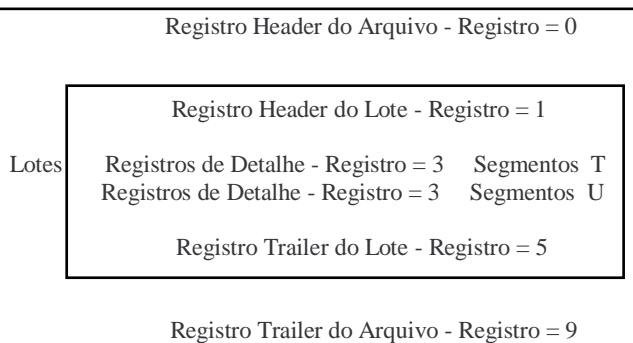 Registro Header do Arquivo - Registro = 0
Registro Header do Lote - Registro = 1
Lotes Registros de Detalhe - Registro = 3 Segmentos T
Registros de Detalhe - Registro = 3 Segmentos U
Registro Trailer do Lote - Registro = 5
Registro Trailer do Arquivo - Registro = 9